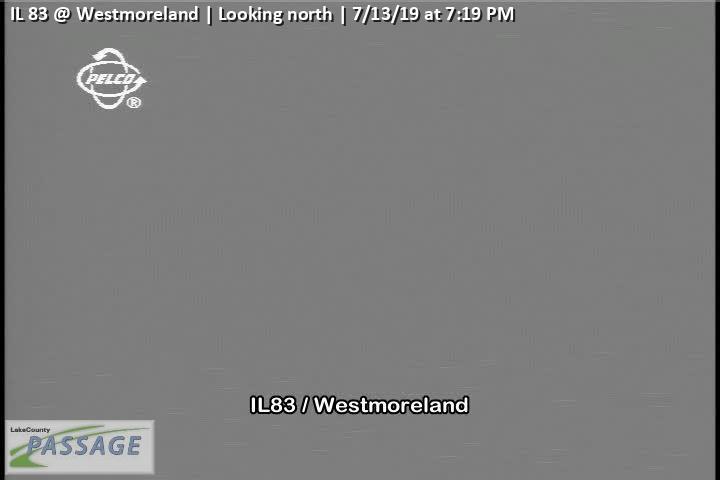 IL 83 @ Westmoreland | Looking north | 7/13/19 at 7:19 PM
PELCO
®
IL83 / Westmoreland
LakeCounty
PASSAGE